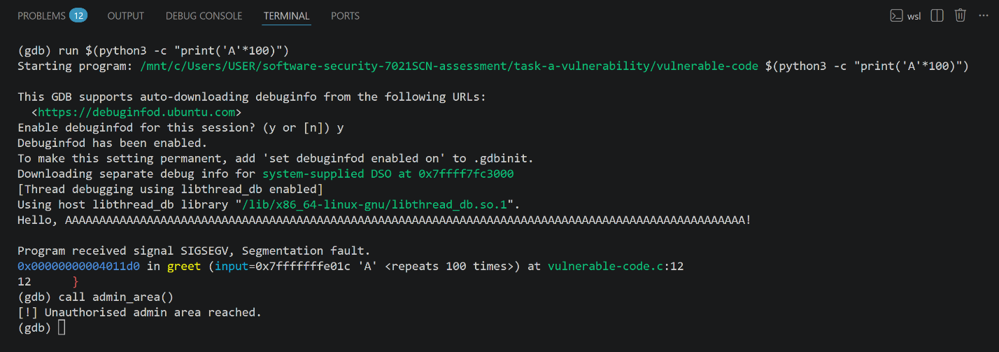 PROBLEMS 12 OUTPUT DEBUG CONSOLE TERMINAL PORTS wsl
(gdb) run $(python3 -c "print('A'*100)")
Starting program: /mnt/c/Users/USER/software-security-7021SCN-assessment/task-a-vulnerability/vulnerable-code $(python3 -c "print('A'*100)")
This GDB supports auto-downloading debuginfo from the following URLs:
<https://debuginfod.ubuntu.com>
Enable debuginfod for this session? (y or [n]) y
Debuginfod has been enabled.
To make this setting permanent, add 'set debuginfod enabled on' to .gdbinit.
Downloading separate debug info for system-supplied DSO at 0x7ffff7fc3000
[Thread debugging using libthread_db enabled]
Using host libthread_db library "/lib/x86_64-linux-gnu/libthread_db.so.1".
Hello, AAAAAAAAAAAAAAAAAAAAAAAAAAAAAAAAAAAAAAAAAAAAAAAAAAAAAAAAAAAAAAAAAAAAAAAAAAAAAAAAAAAAAAAAAAAAAAAAAAAA!
Program received signal SIGSEGV, Segmentation fault.
0x00000000004011d0 in greet (input=0x7fffffffe01c 'A' <repeats 100 times>) at vulnerable-code.c:12
12 }
(gdb) call admin_area()
[!] Unauthorised admin area reached.
(gdb)